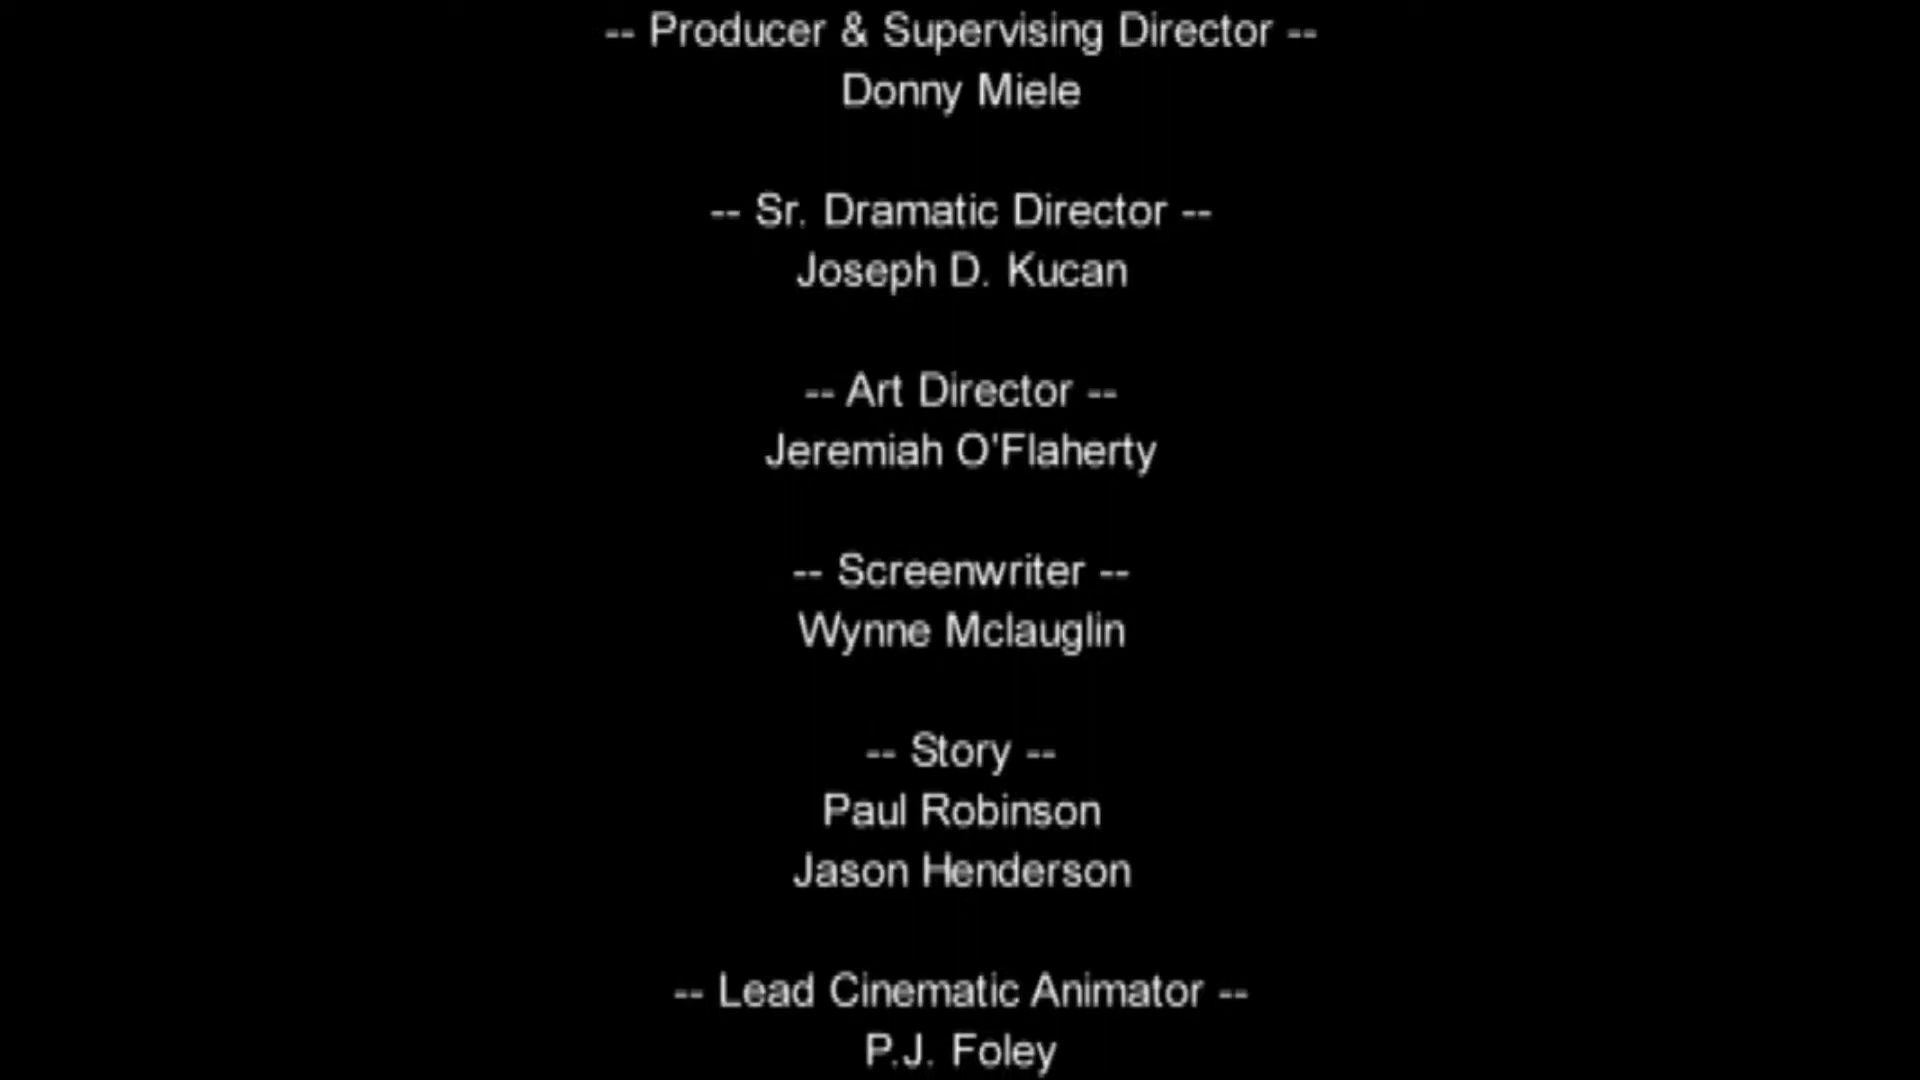 -- Producer & Supervising Director --
Donny Miele
-- Sr. Dramatic Director --
Joseph D. Kucan
-- Art Director --
Jeremiah O'Flaherty
-- Screenwriter --
Wynne Mclauglin
-- Story --
Paul Robinson
Jason Henderson
-- Lead Cinematic Animator --
P.J. Foley